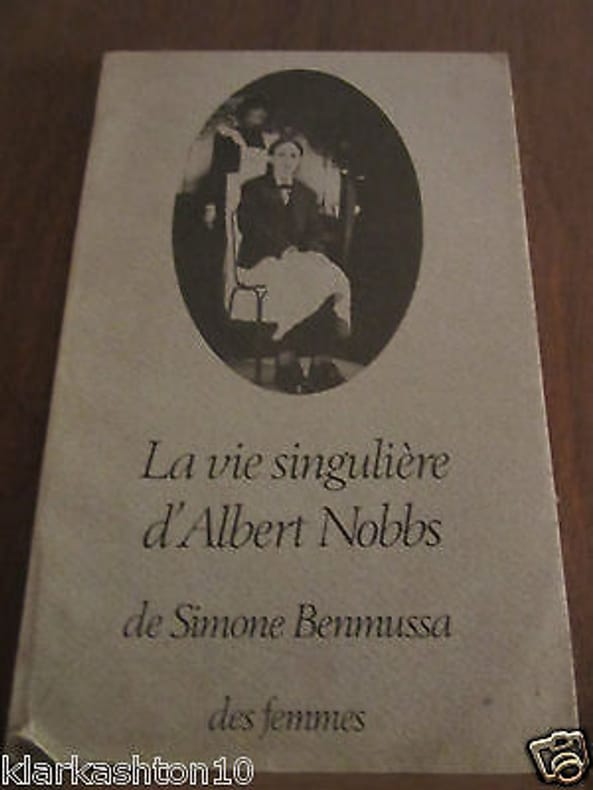 La vie singulière
d'Albert Nobbs
de Simone Benmussa
des femmes
klarkashton10